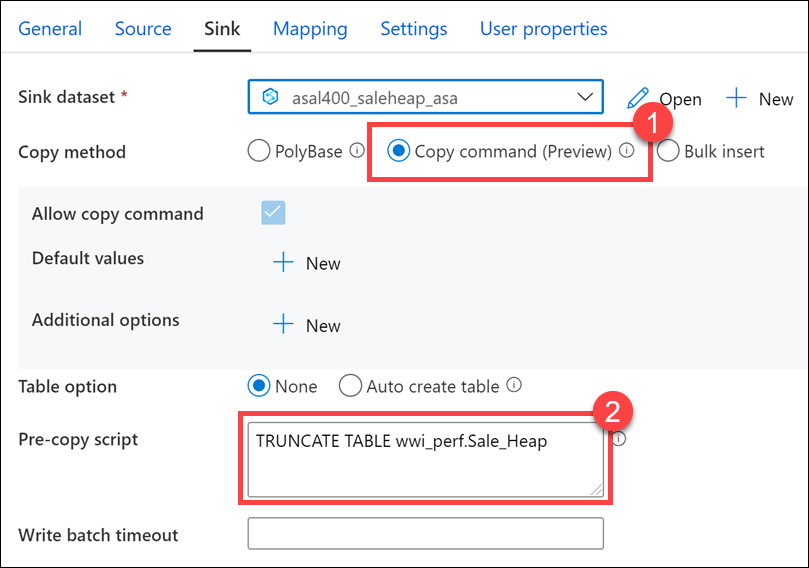 General Source Sink Mapping Settings User properties
Sink dataset * asal400_saleheap_asa Open New
1
Copy method PolyBase Copy command (Preview) Bulk insert
Allow copy command
Default values New
Additional options New
Table option None Auto create table
2
Pre-copy script TRUNCATE TABLE wwi_perf.Sale_Heap
Write batch timeout